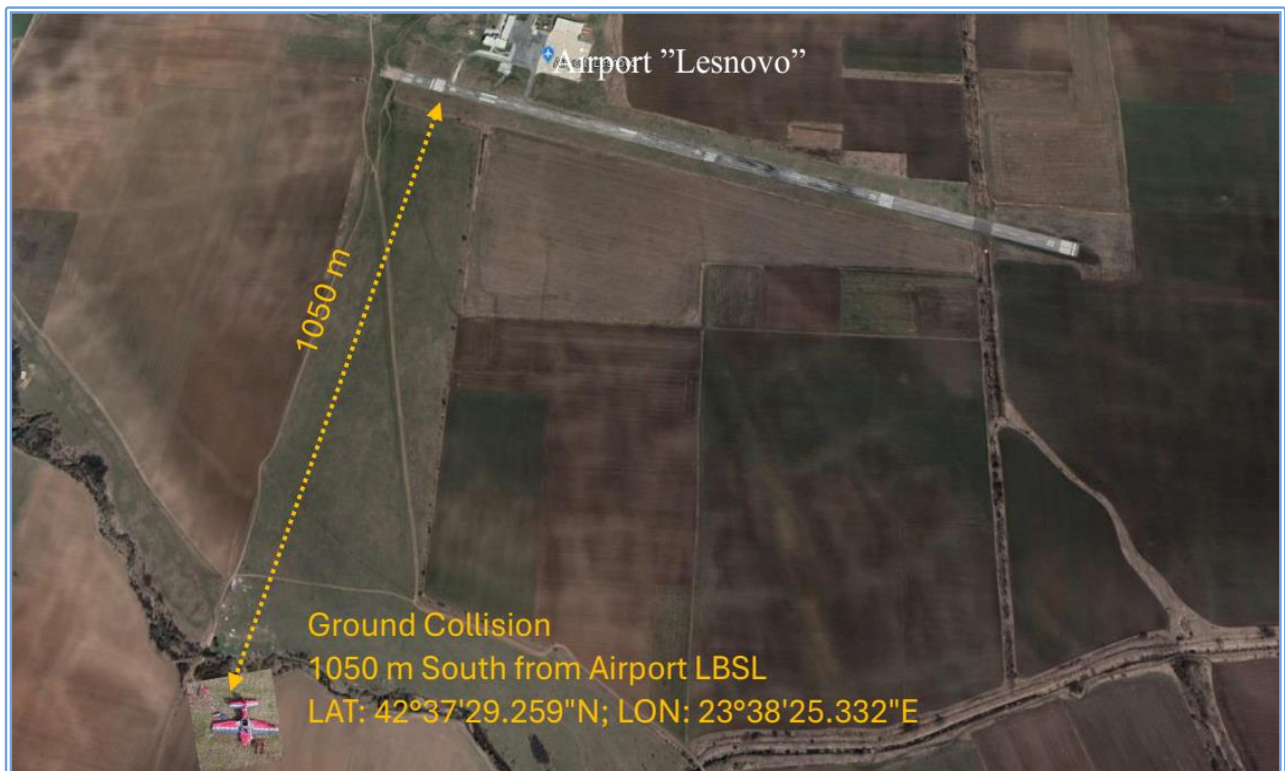 Airport ”Lesnovo”
1050 m
Ground Collision
1050 m South from Airport LBSL
LAT: 42°37'29.259"N; LON: 23°38'25.332"E